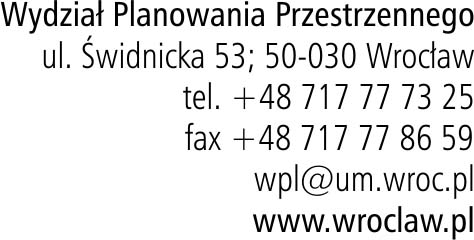 Wydział Planowania Przestrzennego
ul. Świdnicka 53; 50-030 Wrocław
tel. +48 717 77 73 25
fax +48 717 77 86 59
wpl@um.wroc.pl
www.wroclaw.pl